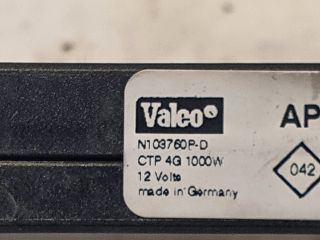 Valeo
AP
N103760P-D
CTP 4G 1000W
12 Volts
made in Germany
042